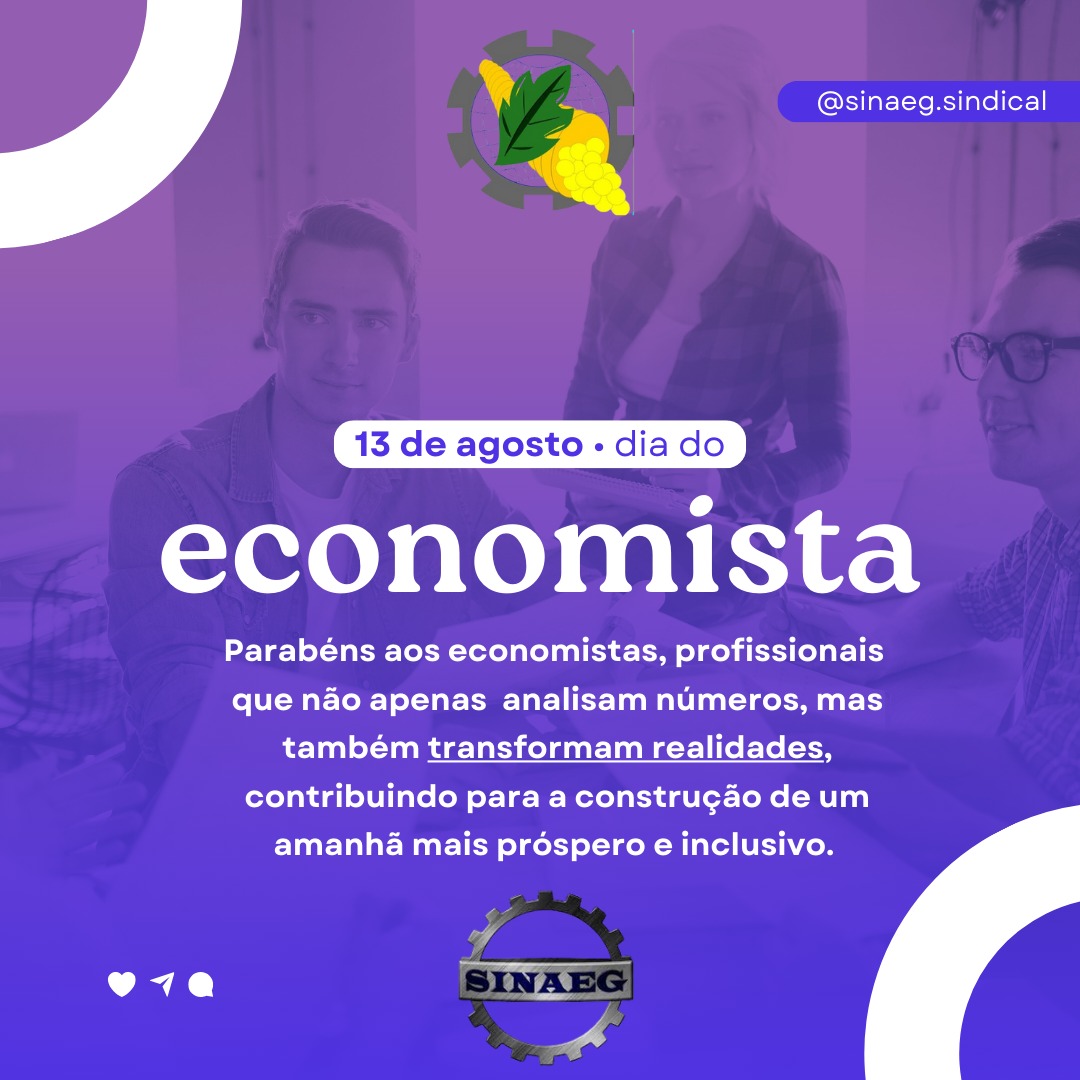 @sinaeg.sindical
13 de agosto • dia do
economista
Parabéns aos economistas, profissionais
que não apenas analisam números, mas
também transformam realidades,
contribuindo para a construção de um
amanhã mais próspero e inclusivo.
SINAEG